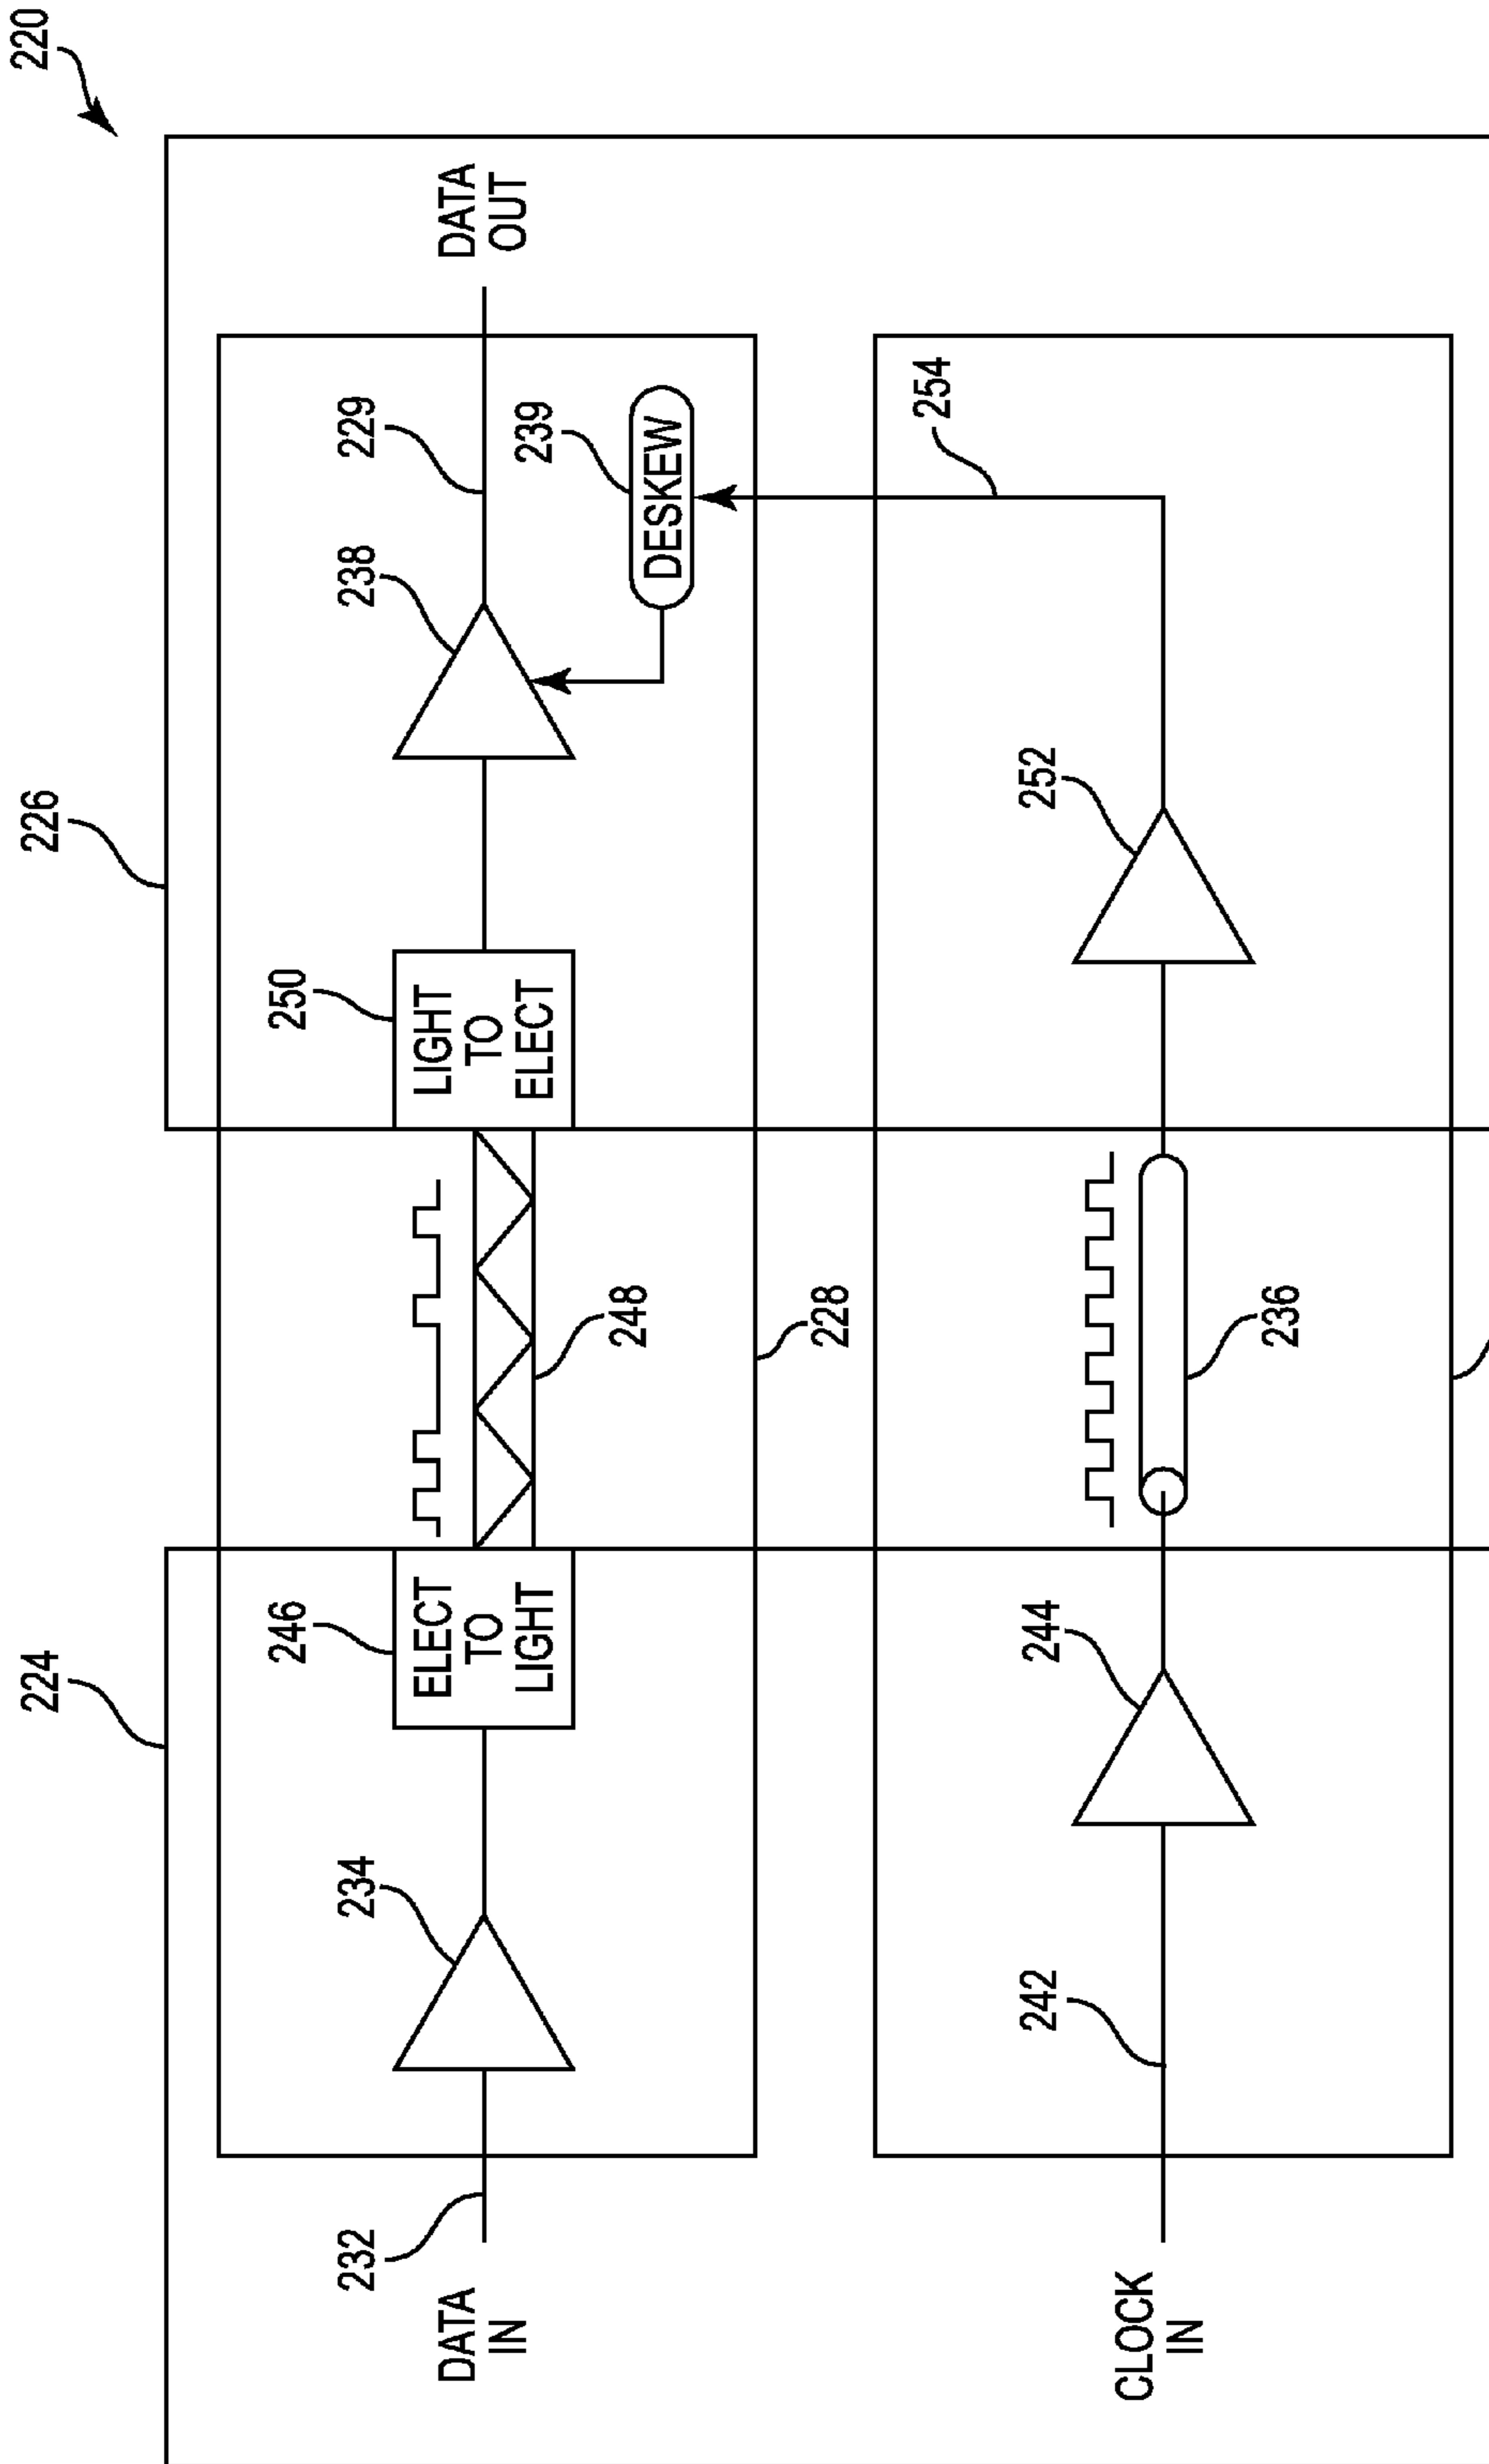 220
224
226
DATA
IN
232
234
246
ELECT
TO
LIGHT
248
228
250
LIGHT
TO
ELECT
238
229
239
DESKEW
DATA
OUT
CLOCK
IN
242
244
236
252
254